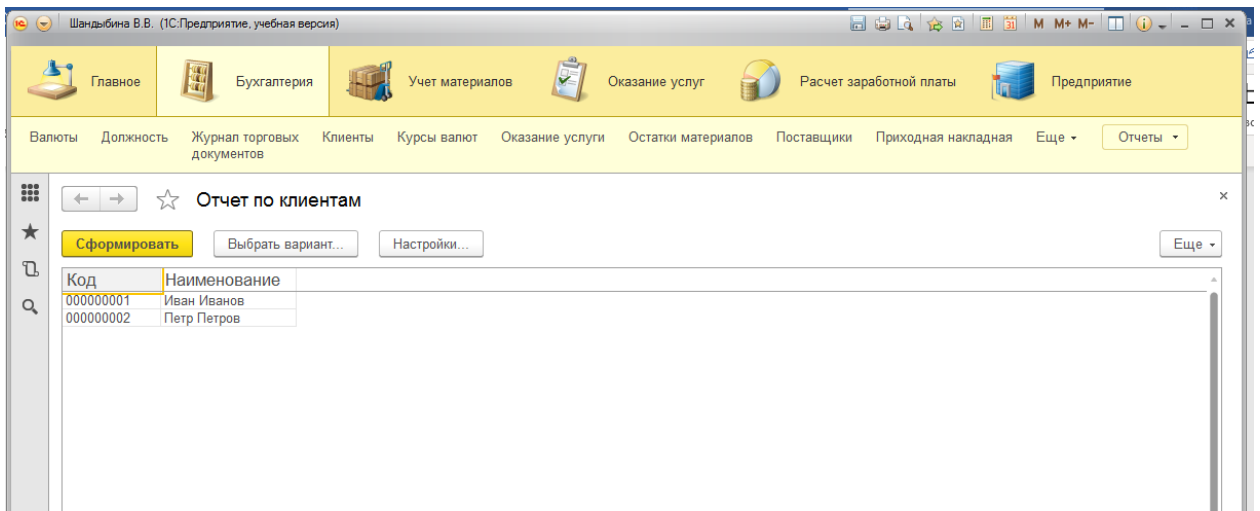 Шандыбина В.В. (1С:Предприятие, учебная версия)
M M+ M-
31
Главное Бухгалтерия Учет материалов Оказание услуг Расчет заработной платы Предприятие
Валюты Должность Журнал торговых документов Клиенты Курсы валют Оказание услуги Остатки материалов Поставщики Приходная накладная Еще Отчеты
Отчет по клиентам
Сформировать Выбрать вариант... Настройки... Еще
Код Наименование
000000001 Иван Иванов
000000002 Петр Петров